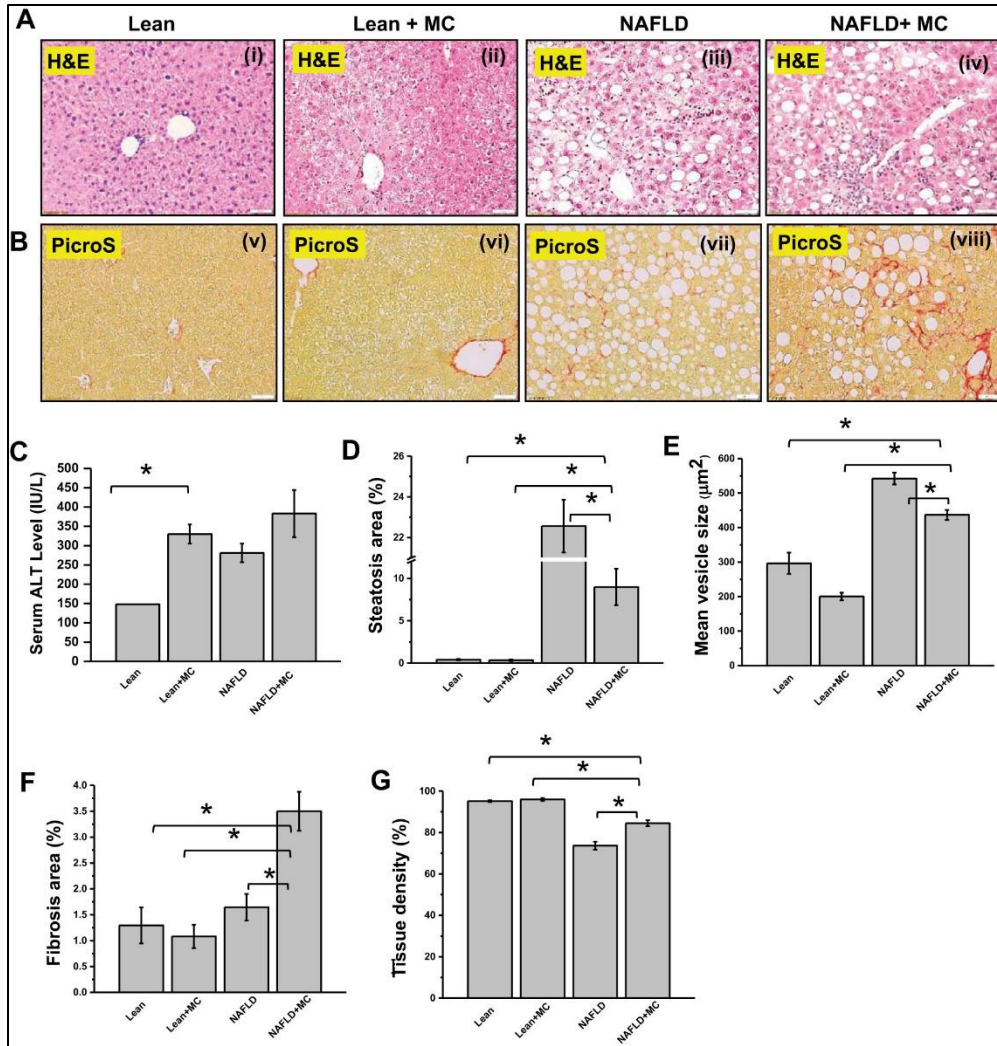 A Lean Lean + MC NAFLD NAFLD+ MC
H&E (i) H&E (ii) H&E (iii) H&E (iv)
B PicroS (v) PicroS (vi) PicroS (vii) PicroS (viii)
C
Serum ALT Level (IU/L)
500
450
400
350
300
250
200
150
100
50
0
*
Lean Lean+MC NAFLD NAFLD+MC
D
Steatosis area (%)
26
24
22
10
5
0
*
*
*
Lean Lean+MC NAFLD NAFLD+MC
E
Mean vesicle size (μm²)
600
500
400
300
200
100
0
*
*
*
Lean Lean+MC NAFLD NAFLD+MC
F
Fibrosis area (%)
4.0
3.5
3.0
2.5
2.0
1.5
1.0
0.5
0.0
*
*
*
Lean Lean+MC NAFLD NAFLD+MC
G
Tissue density (%)
100
80
60
40
20
0
*
*
*
Lean Lean+MC NAFLD NAFLD+MC